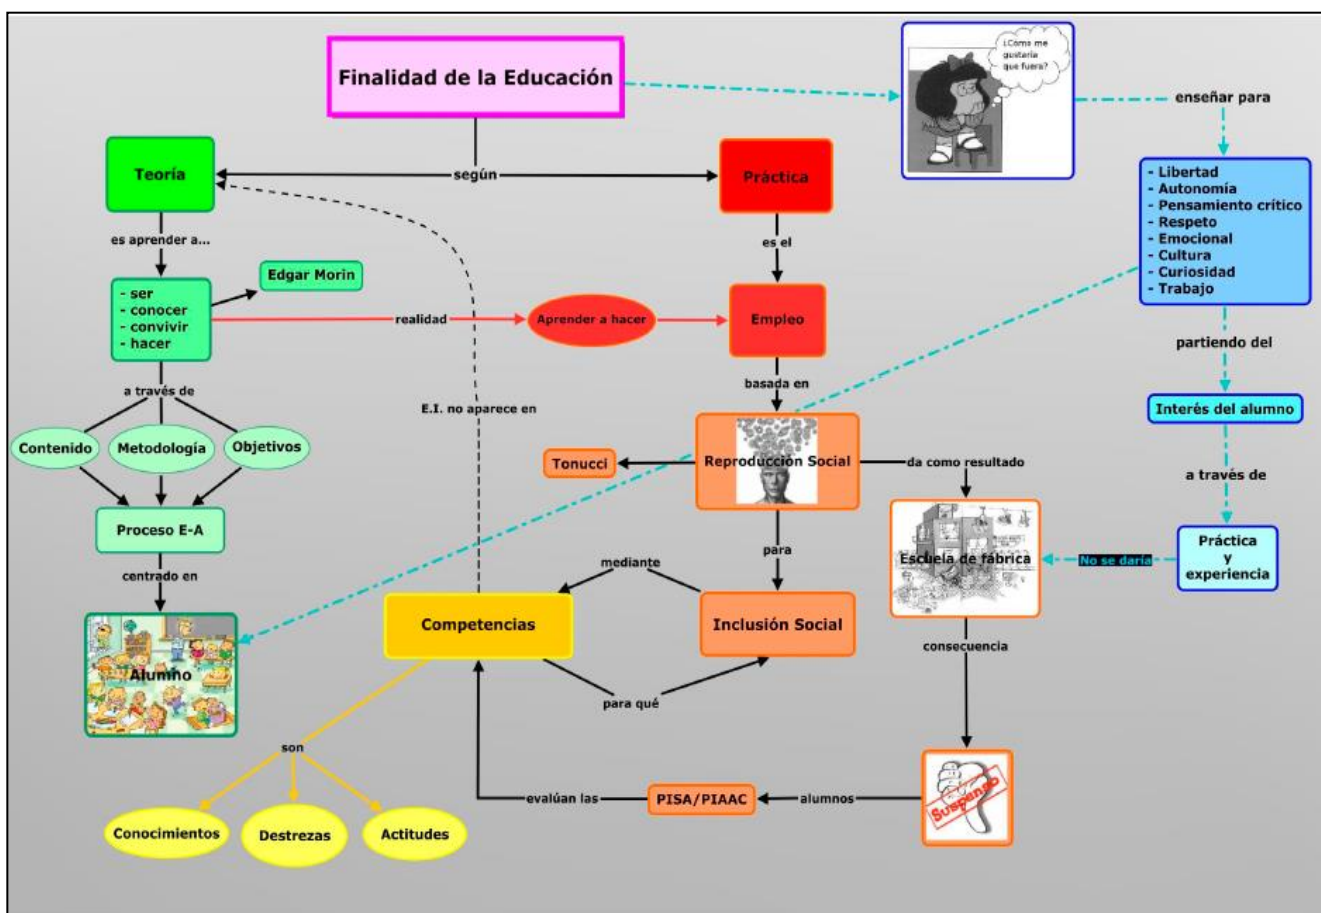 Finalidad de la Educación
¿Cómo me
gustaría
que fuera?
enseñar para
Teoría
según
Práctica
- Libertad
- Autonomía
- Pensamiento crítico
- Respeto
- Emocional
- Cultura
- Curiosidad
- Trabajo
es aprender a...
es el
Edgar Morin
- ser
- conocer
- convivir
- hacer
realidad
Aprender a hacer
Empleo
partiendo del
a través de
basada en
E.I. no aparece en
Interés del alumno
Contenido
Metodología
Objetivos
Tonucci
Reproducción Social
da como resultado
a través de
Proceso E-A
para
Escuela de fábrica
No se daría
Práctica
y
experiencia
centrado en
mediante
Competencias
Inclusión Social
consecuencia
Alumno
para qué
son
Suspenso
evalúan las
PISA/PIAAC
alumnos
Conocimientos
Destrezas
Actitudes